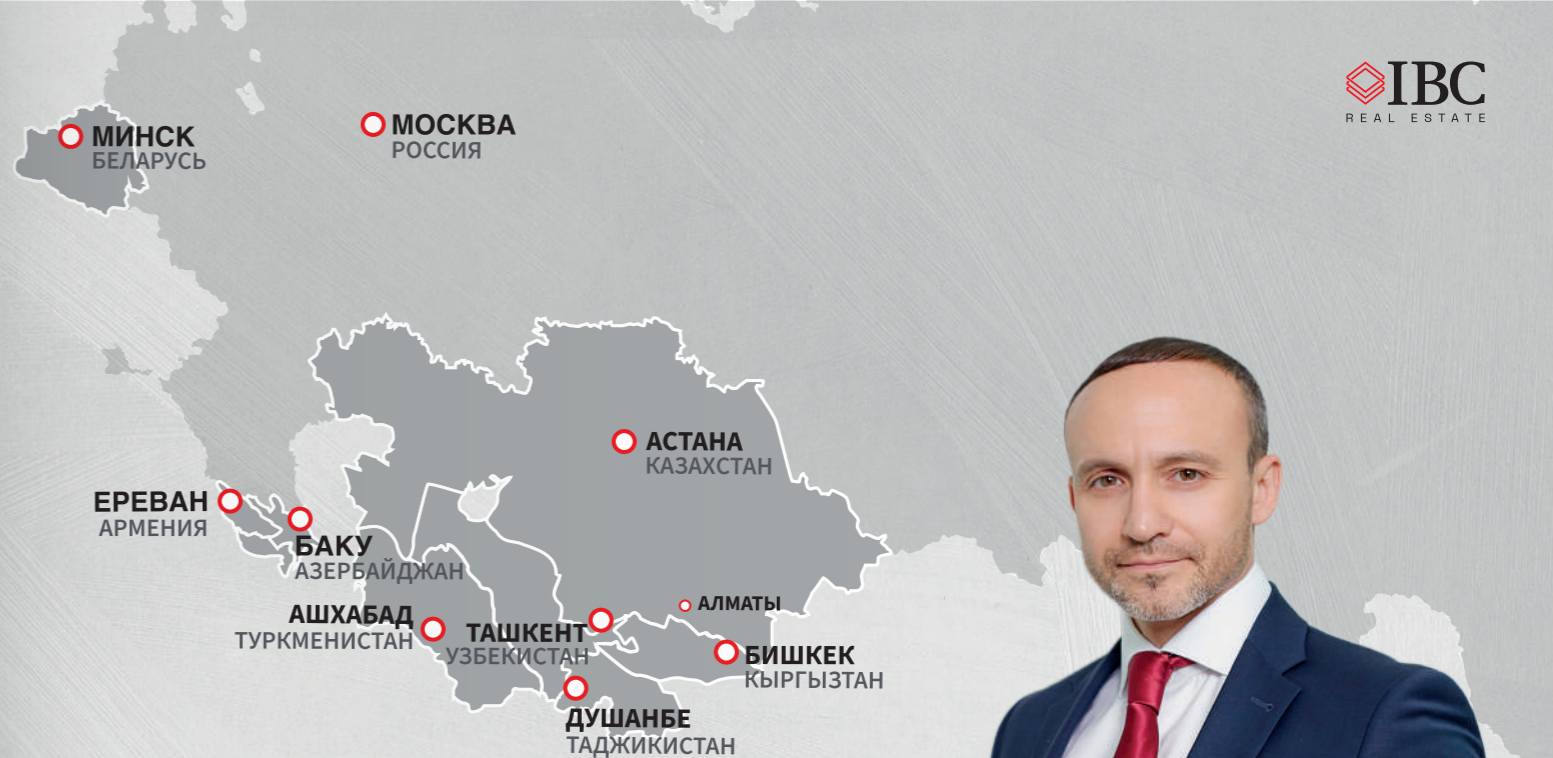 IBC
REAL ESTATE
МОСКВА
РОССИЯ
МИНСК
БЕЛАРУСЬ
АСТАНА
КАЗАХСТАН
ЕРЕВАН
АРМЕНИЯ
БАКУ
АЗЕРБАЙДЖАН
АШХАБАД
ТУРКМЕНИСТАН
ТАШКЕНТ
УЗБЕКИСТАН
АЛМАТЫ
БИШКЕК
КЫРГЫЗТАН
ДУШАНБЕ
ТАДЖИКИСТАН